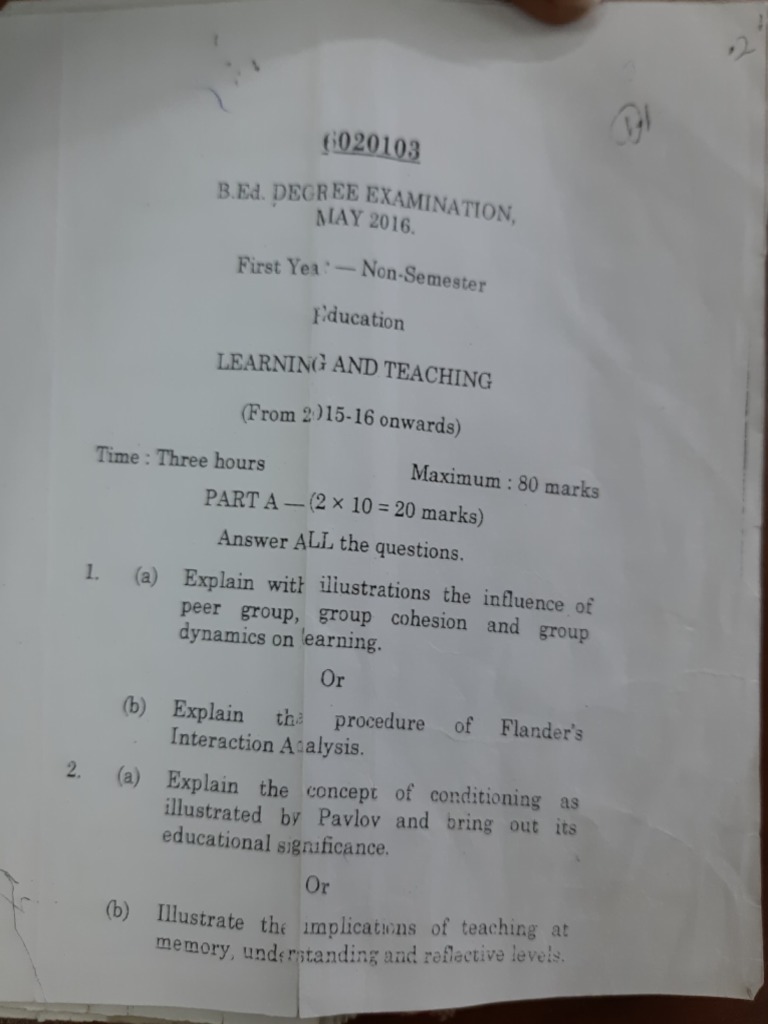 6020103
B.Ed. DEGREE EXAMINATION,
MAY 2016.
First Year — Non-Semester
Education
LEARNING AND TEACHING
(From 2015-16 onwards)
Time : Three hours Maximum : 80 marks
PART A — (2 × 10 = 20 marks)
Answer ALL the questions.
1. (a) Explain with illustrations the influence of
peer group, group cohesion and group
dynamics on learning.
Or
(b) Explain the procedure of Flander's
Interaction Analysis.
2. (a) Explain the concept of conditioning as
illustrated by Pavlov and bring out its
educational significance.
Or
(b) Illustrate the implications of teaching at
memory, understanding and reflective levels.